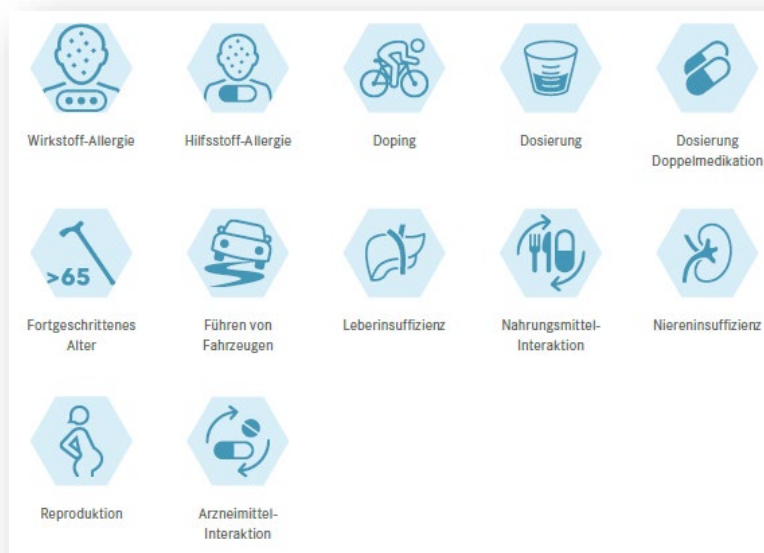 Wirkstoff-Allergie
Hilfsstoff-Allergie
Doping
Dosierung
Dosierung
Doppelmedikation
>65
Fortgeschrittenes
Alter
Führen von
Fahrzeugen
Leberinsuffizienz
Nahrungsmittel-
Interaktion
Niereninsuffizienz
Reproduktion
Arzneimittel-
Interaktion